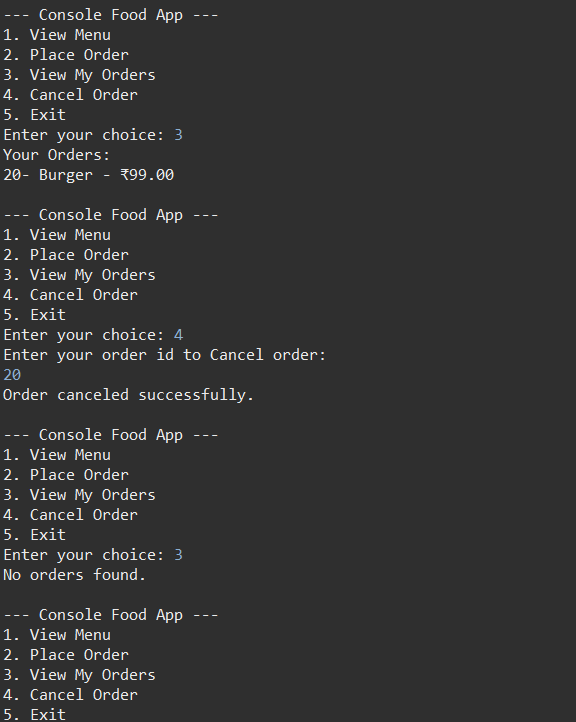 --- Console Food App ---
1. View Menu
2. Place Order
3. View My Orders
4. Cancel Order
5. Exit
Enter your choice: 3
Your Orders:
20- Burger - ₹99.00
--- Console Food App ---
1. View Menu
2. Place Order
3. View My Orders
4. Cancel Order
5. Exit
Enter your choice: 4
Enter your order id to Cancel order:
20
Order canceled successfully.
--- Console Food App ---
1. View Menu
2. Place Order
3. View My Orders
4. Cancel Order
5. Exit
Enter your choice: 3
No orders found.
--- Console Food App ---
1. View Menu
2. Place Order
3. View My Orders
4. Cancel Order
5. Exit